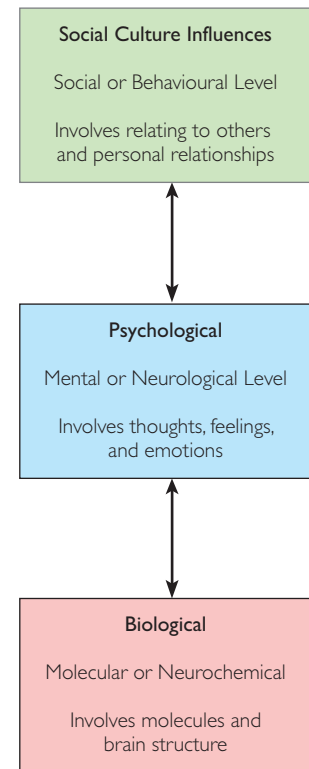 Social Culture Influences
Social or Behavioural Level
Involves relating to others
and personal relationships
Psychological
Mental or Neurological Level
Involves thoughts, feelings,
and emotions
Biological
Molecular or Neurochemical
Involves molecules and
brain structure